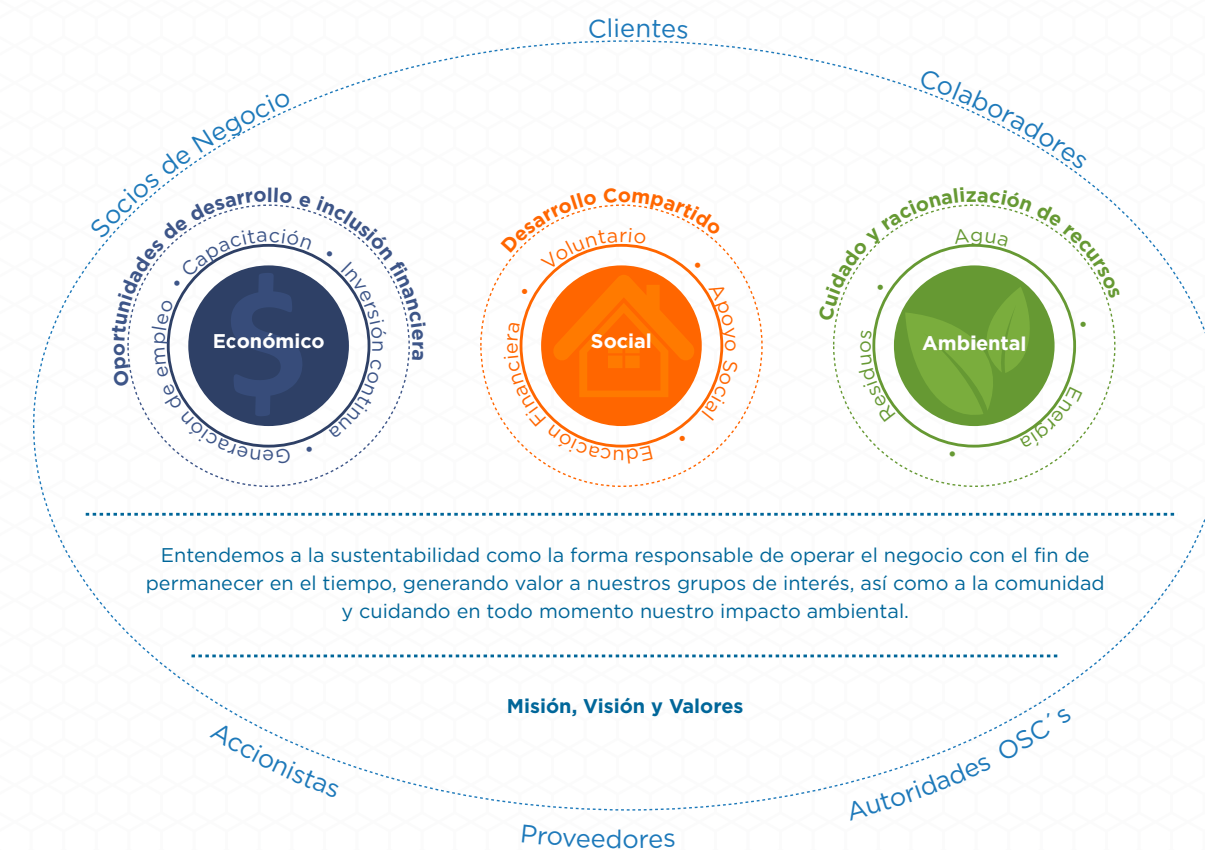 Clientes
Socios de Negocio
Colaboradores
Oportunidades de desarrollo e inclusión financiera
Capacitación • Inversión continua • Generación de empleo •
Económico
Desarrollo Compartido
Voluntario • Apoyo Social • Educación Financiera •
Social
Cuidado y racionalización de recursos
Agua • Energía • Residuos •
Ambiental
Entendemos a la sustentabilidad como la forma responsable de operar el negocio con el fin de
permanecer en el tiempo, generando valor a nuestros grupos de interés, así como a la comunidad
y cuidando en todo momento nuestro impacto ambiental.
Misión, Visión y Valores
Accionistas
Proveedores
Autoridades OSC´s